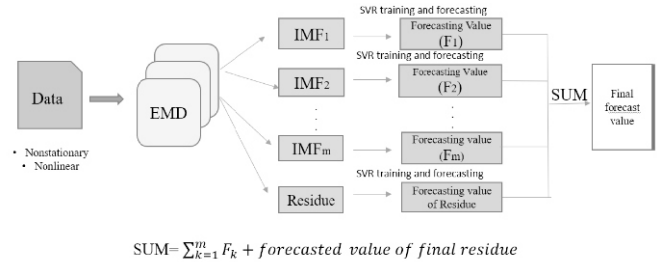 SVR training and forecasting
IMF1
Forecasting Value
(F1)
SVR training and forecasting
IMF2
Forecasting Value
(F2)
Data
EMD
SUM
Final
forecast
value
• Nonstationary
• Nonlinear
IMFm
Forecasting value
(Fm)
SVR training and forecasting
Residue
Forecasting value
of Residue
SUM= ∑_{k=1}^{m} F_k + forecasted value of final residue